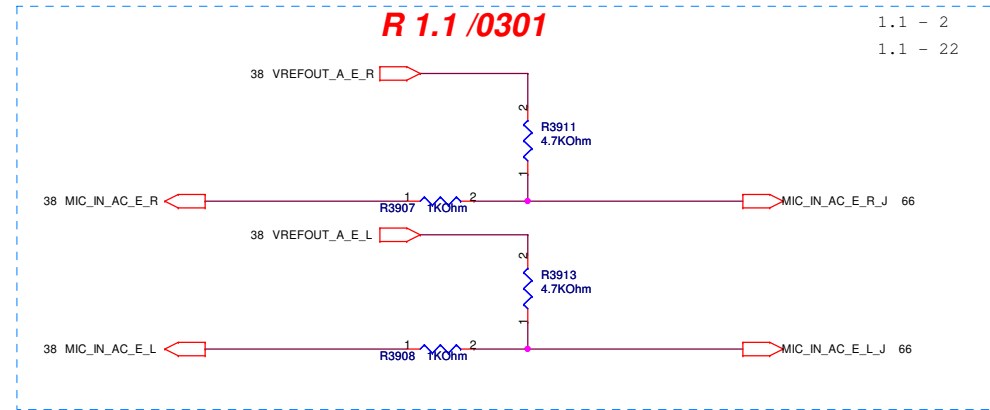 R 1.1 /0301
1.1 - 2
1.1 - 22
38 VREFOUT_A_E_R
2
R3911
4.7KOhm
1
38 MIC_IN_AC_E_R
1
2
R3907 1KOhm
MIC_IN_AC_E_R_J 66
38 VREFOUT_A_E_L
2
R3913
4.7KOhm
1
38 MIC_IN_AC_E_L
1
2
R3908 1KOhm
MIC_IN_AC_E_L_J 66